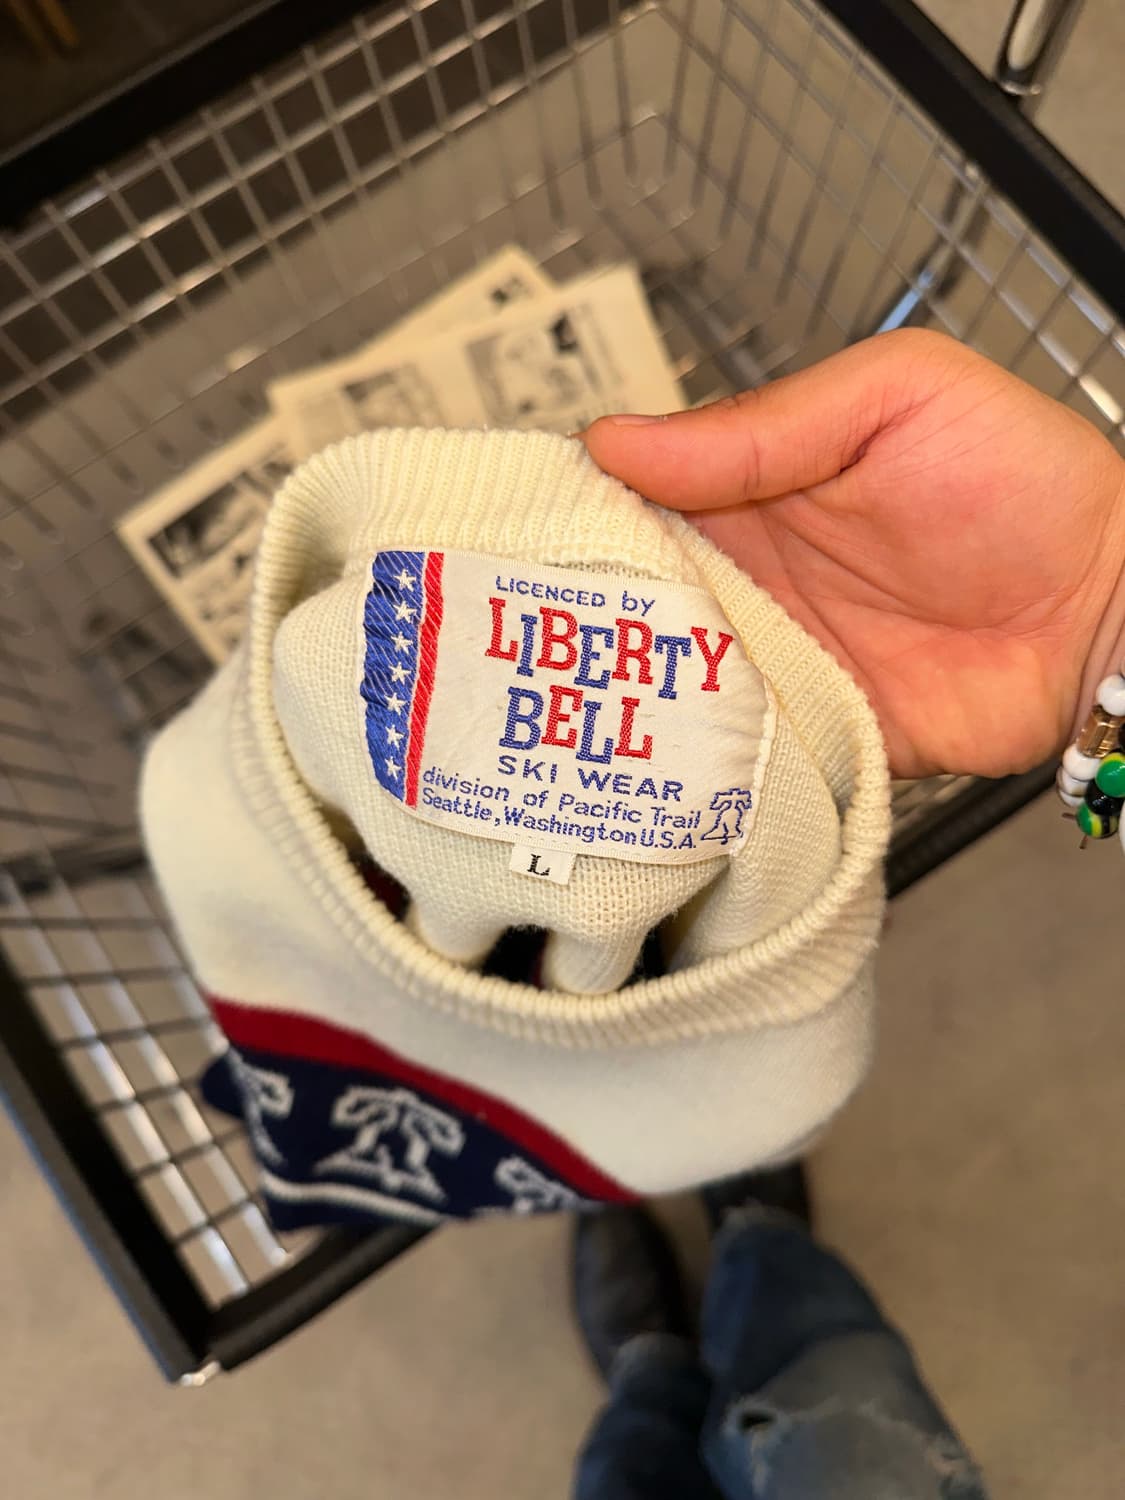 LICENCED by
LIBERTY
BELL
SKI WEAR
division of Pacific Trail
Seattle, Washington U.S.A.
L